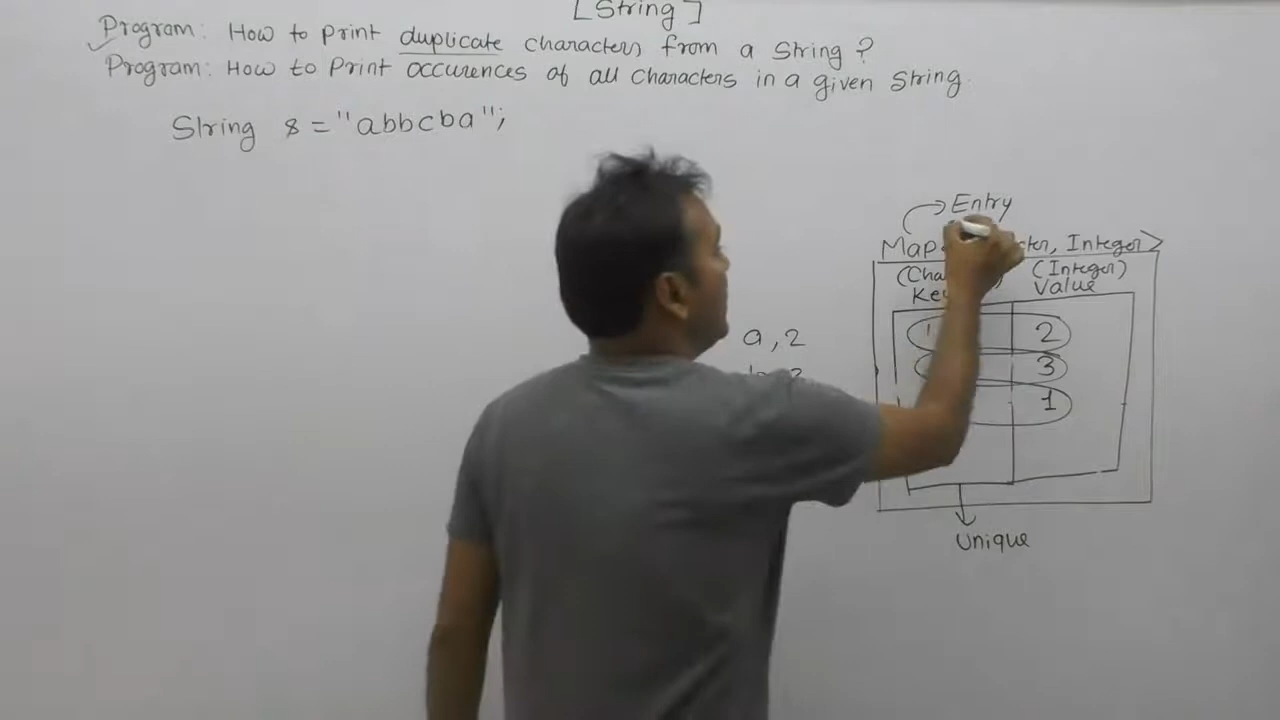 [String]
Program: How to print duplicate characters from a String?
Program: How to Print occurences of all characters in a given String.
String s = "abbcba";
Entry
Map Integer>
(Integer)
Value
2
a, 2
3
1
Unique